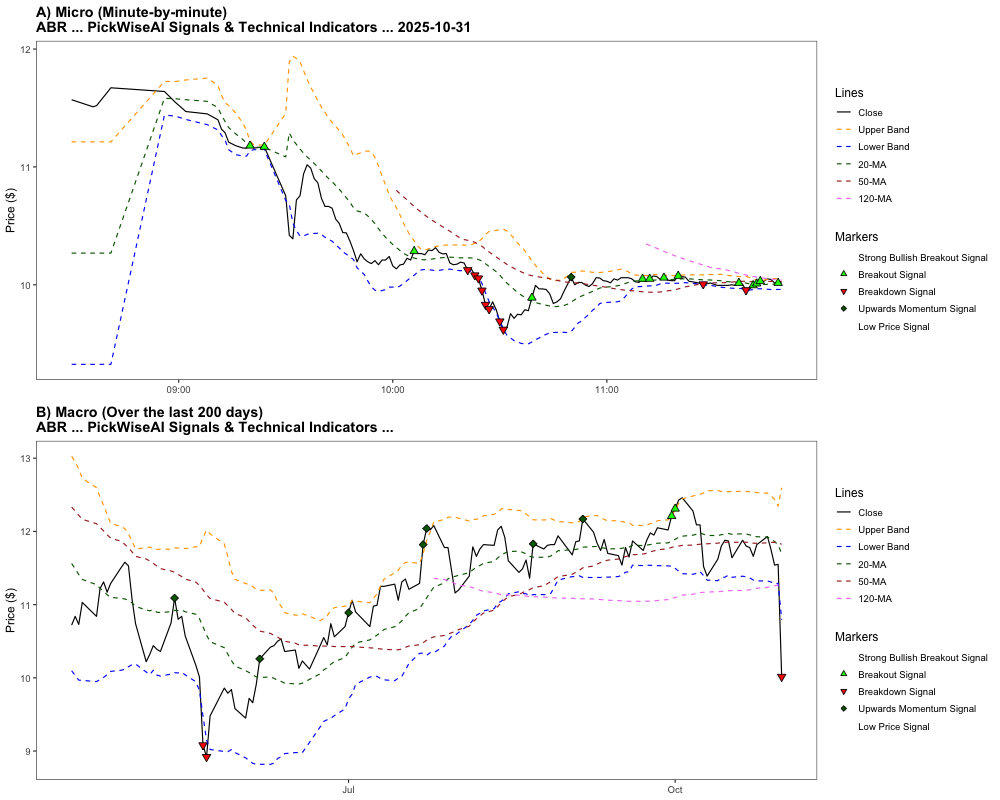 A) Micro (Minute-by-minute)
ABR ... PickWiseAI Signals & Technical Indicators ... 2025-10-31
Price ($)
12
11
10
09:00
10:00
11:00
Lines
Close
Upper Band
Lower Band
20-MA
50-MA
120-MA
Markers
Strong Bullish Breakout Signal
Breakout Signal
Breakdown Signal
Upwards Momentum Signal
Low Price Signal
B) Macro (Over the last 200 days)
ABR ... PickWiseAI Signals & Technical Indicators ...
Price ($)
13
12
11
10
9
Jul
Oct
Lines
Close
Upper Band
Lower Band
20-MA
50-MA
120-MA
Markers
Strong Bullish Breakout Signal
Breakout Signal
Breakdown Signal
Upwards Momentum Signal
Low Price Signal